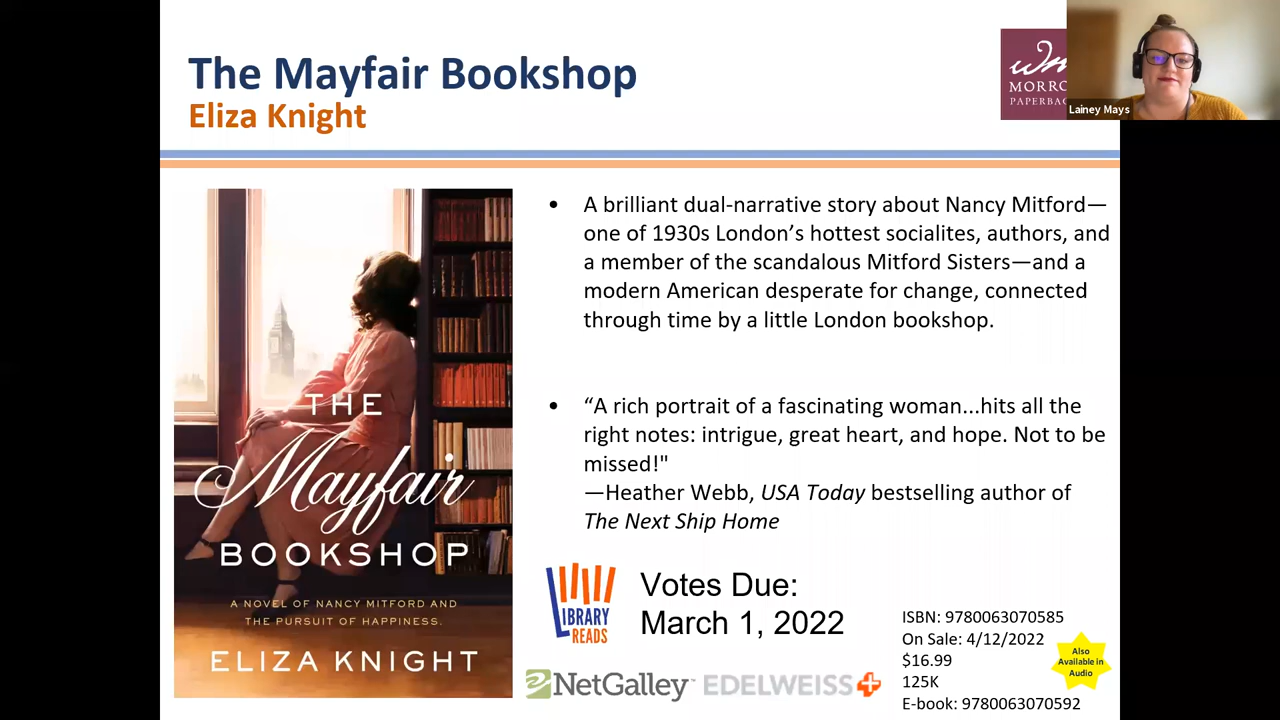 The Mayfair Bookshop
Eliza Knight
MORRO
PAPERBAC
Lainey Mays
THE
Mayfair
BOOKSHOP
A NOVEL OF NANCY MITFORD AND
THE PURSUIT OF HAPPINESS.
ELIZA KNIGHT
• A brilliant dual-narrative story about Nancy Mitford—
one of 1930s London’s hottest socialites, authors, and
a member of the scandalous Mitford Sisters—and a
modern American desperate for change, connected
through time by a little London bookshop.
• “A rich portrait of a fascinating woman...hits all the
right notes: intrigue, great heart, and hope. Not to be
missed!"
—Heather Webb, USA Today bestselling author of
The Next Ship Home
LIBRARY
READS
Votes Due:
March 1, 2022
NetGalley
EDELWEISS+
ISBN: 9780063070585
On Sale: 4/12/2022
$16.99
125K
E-book: 9780063070592
Also
Available in
Audio